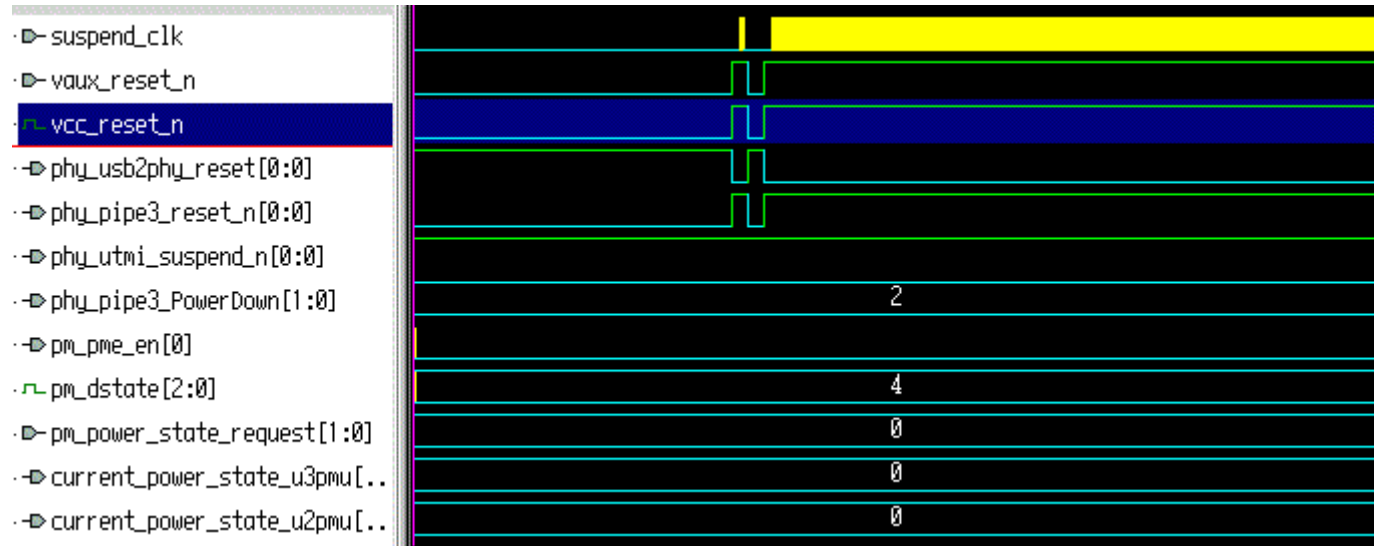 suspend_clk
vaux_reset_n
vcc_reset_n
phy_usb2phy_reset[0:0]
phy_pipe3_reset_n[0:0]
phy_utmi_suspend_n[0:0]
phy_pipe3_PowerDown[1:0] 2
pm_pme_en[0]
pm_dstate[2:0] 4
pm_power_state_request[1:0] 0
current_power_state_u3pmu[.. 0
current_power_state_u2pmu[.. 0